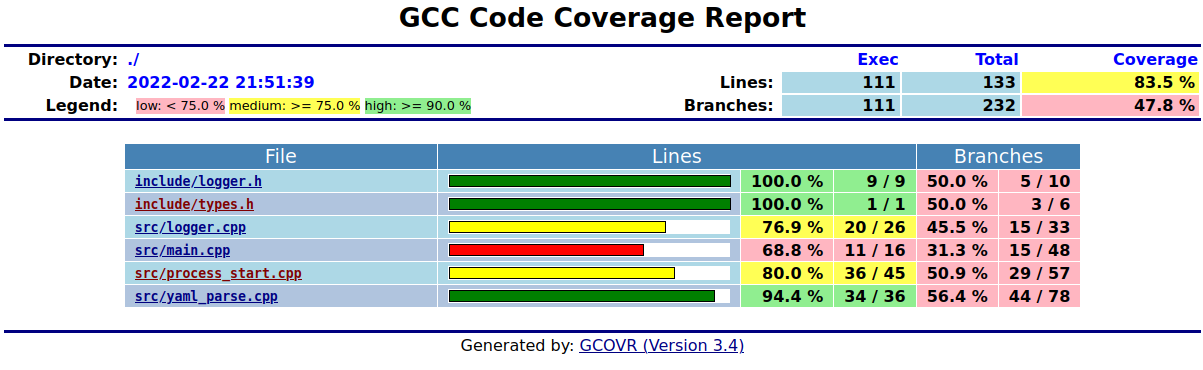 GCC Code Coverage Report
Directory: ./ Exec Total Coverage
Date: 2022-02-22 21:51:39 Lines: 111 133 83.5 %
Legend: low: < 75.0 % medium: >= 75.0 % high: >= 90.0 % Branches: 111 232 47.8 %
File Lines Branches
include/logger.h 100.0 % 9 / 9 50.0 % 5 / 10
include/types.h 100.0 % 1 / 1 50.0 % 3 / 6
src/logger.cpp 76.9 % 20 / 26 45.5 % 15 / 33
src/main.cpp 68.8 % 11 / 16 31.3 % 15 / 48
src/process_start.cpp 80.0 % 36 / 45 50.9 % 29 / 57
src/yaml_parse.cpp 94.4 % 34 / 36 56.4 % 44 / 78
Generated by: GCOVR (Version 3.4)